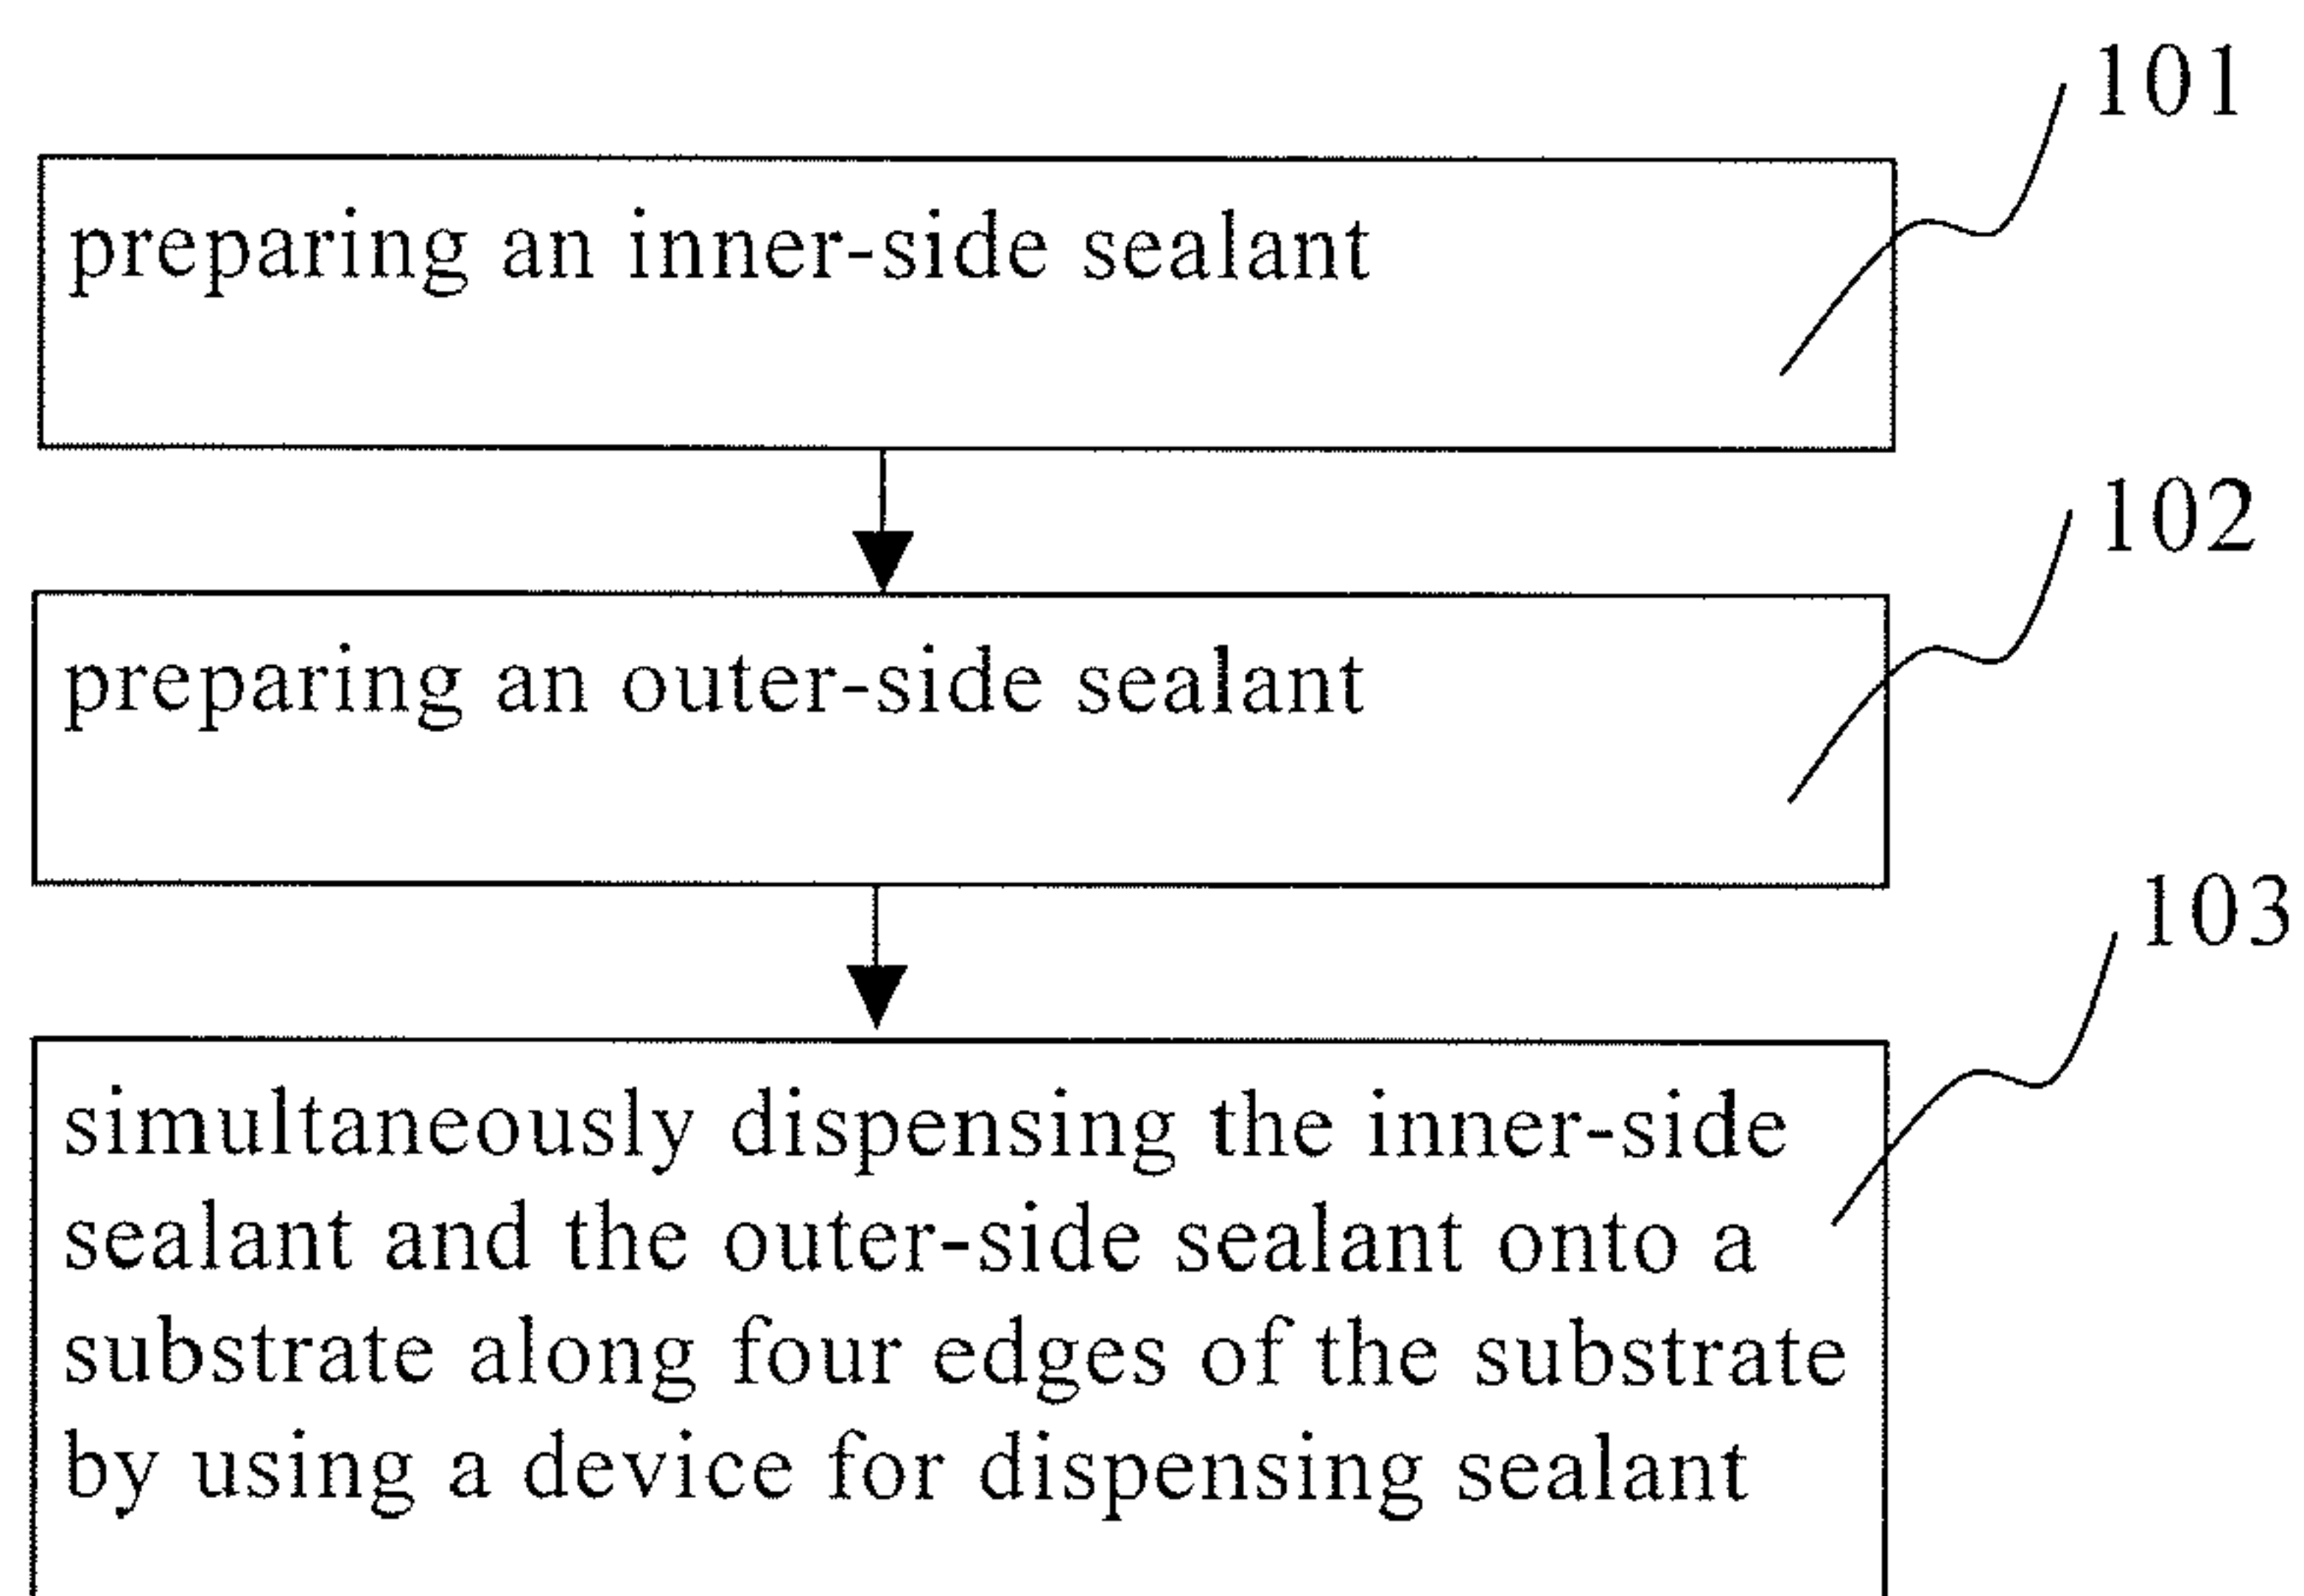 101
preparing an inner-side sealant
102
preparing an outer-side sealant
103
simultaneously dispensing the inner-side
sealant and the outer-side sealant onto a
substrate along four edges of the substrate
by using a device for dispensing sealant